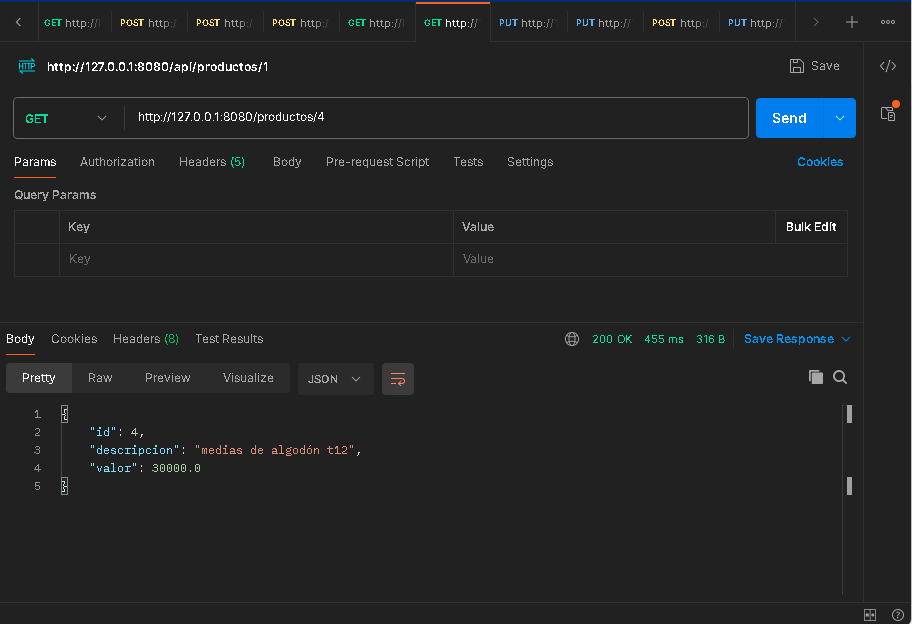 GET http://l POST http:/ POST http:/ POST http:/ GET http://l GET http:// PUT http:// PUT http:// POST http:/ PUT http://
HTTP http://127.0.0.1:8080/api/productos/1 Save
GET http://127.0.0.1:8080/productos/4 Send
Params Authorization Headers (5) Body Pre-request Script Tests Settings Cookies
Query Params
Key Value Bulk Edit
Key Value
Body Cookies Headers (8) Test Results 200 OK 455 ms 316 B Save Response
Pretty Raw Preview Visualize JSON
1 {
2 "id": 4,
3 "descripcion": "medias de algodón t12",
4 "valor": 30000.0
5 }